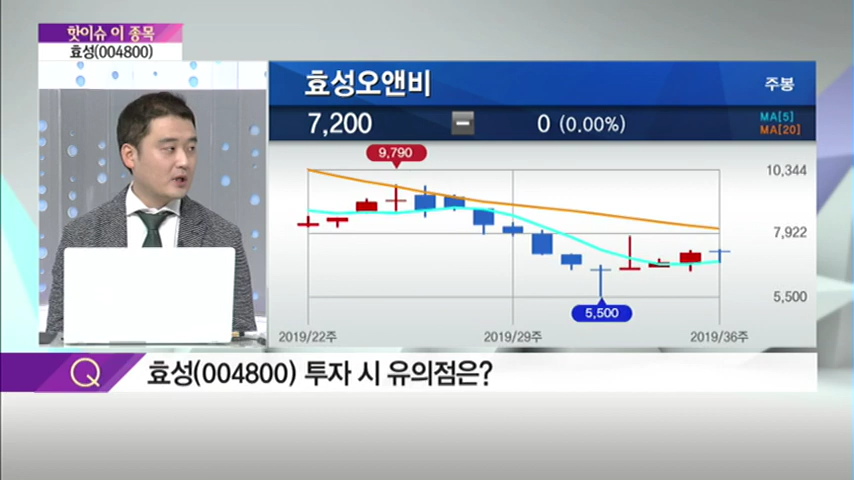 핫이슈 이 종목
효성(004800)
효성오앤비
주봉
7,200
0 (0.00%)
MA[5]
MA[20]
9,790
10,344
7,922
5,500
5,500
2019/22주
2019/29주
2019/36주
Q
효성(004800) 투자 시 유의점은?